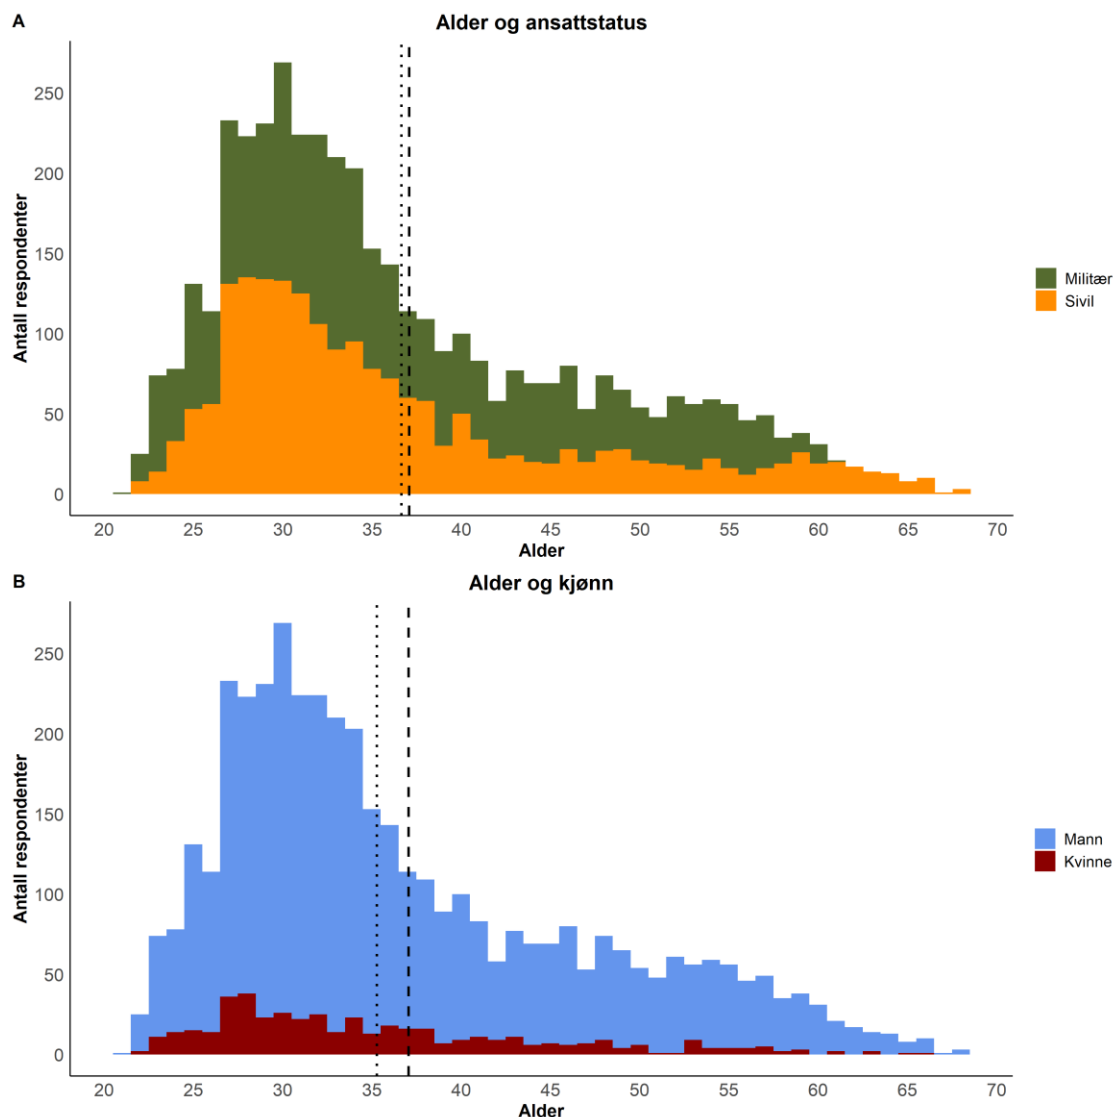 A
Alder og ansattstatus
Antall respondenter
250
200
150
100
50
0
20 25 30 35 40 45 50 55 60 65 70
Alder
Militær
Sivil
B
Alder og kjønn
Antall respondenter
250
200
150
100
50
0
20 25 30 35 40 45 50 55 60 65 70
Alder
Mann
Kvinne